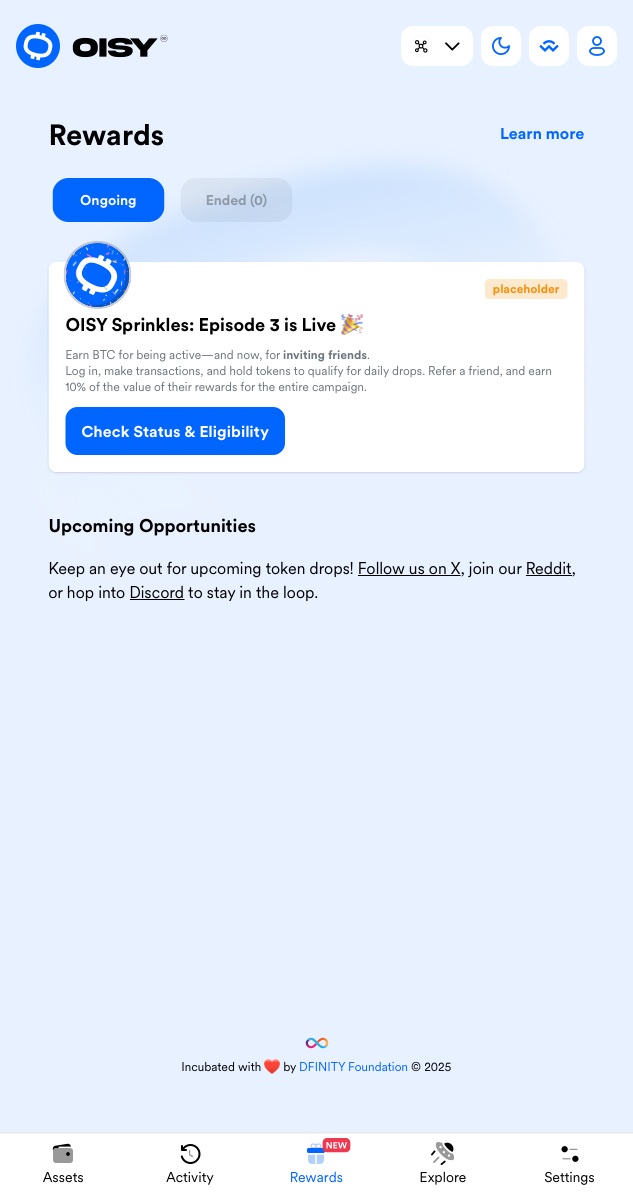 OISY
Rewards
Learn more
Ongoing
Ended (0)
placeholder
OISY Sprinkles: Episode 3 is Live 🎉
Earn BTC for being active—and now, for inviting friends.
Log in, make transactions, and hold tokens to qualify for daily drops. Refer a friend, and earn
10% of the value of their rewards for the entire campaign.
Check Status & Eligibility
Upcoming Opportunities
Keep an eye out for upcoming token drops! Follow us on X, join our Reddit,
or hop into Discord to stay in the loop.
Incubated with ❤️ by DFINITY Foundation © 2025
NEW
Assets
Activity
Rewards
Explore
Settings